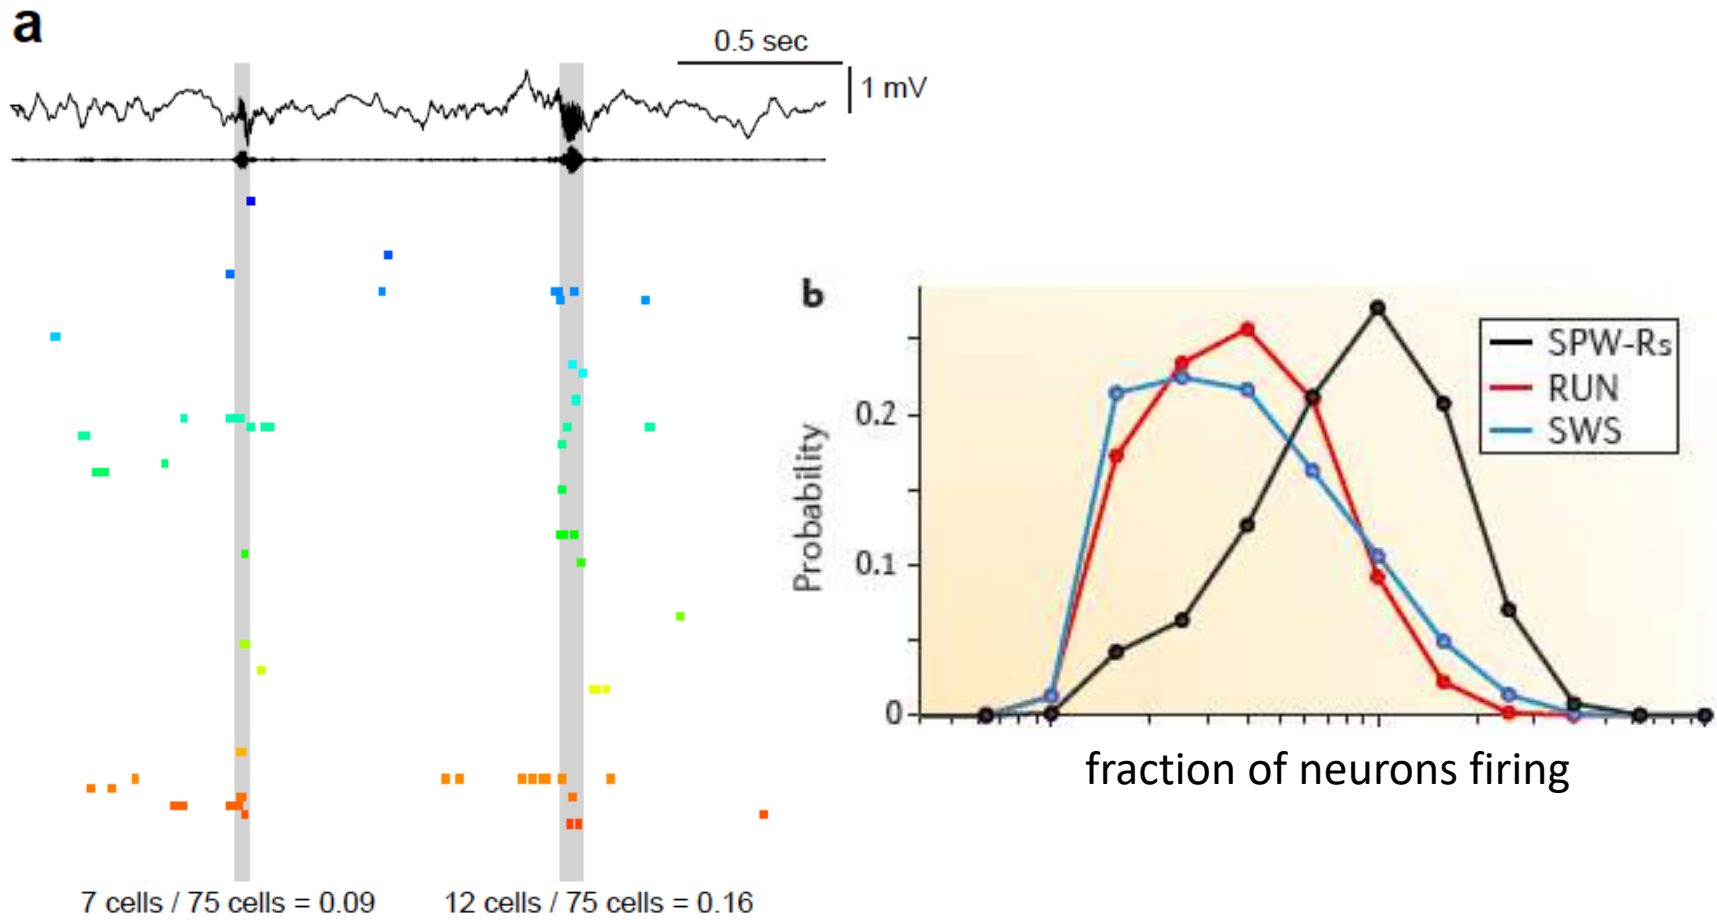 a
0.5 sec
1 mV
7 cells / 75 cells = 0.09
12 cells / 75 cells = 0.16
b
SPW-Rs
RUN
SWS
Probability
0.2
0.1
0
fraction of neurons firing